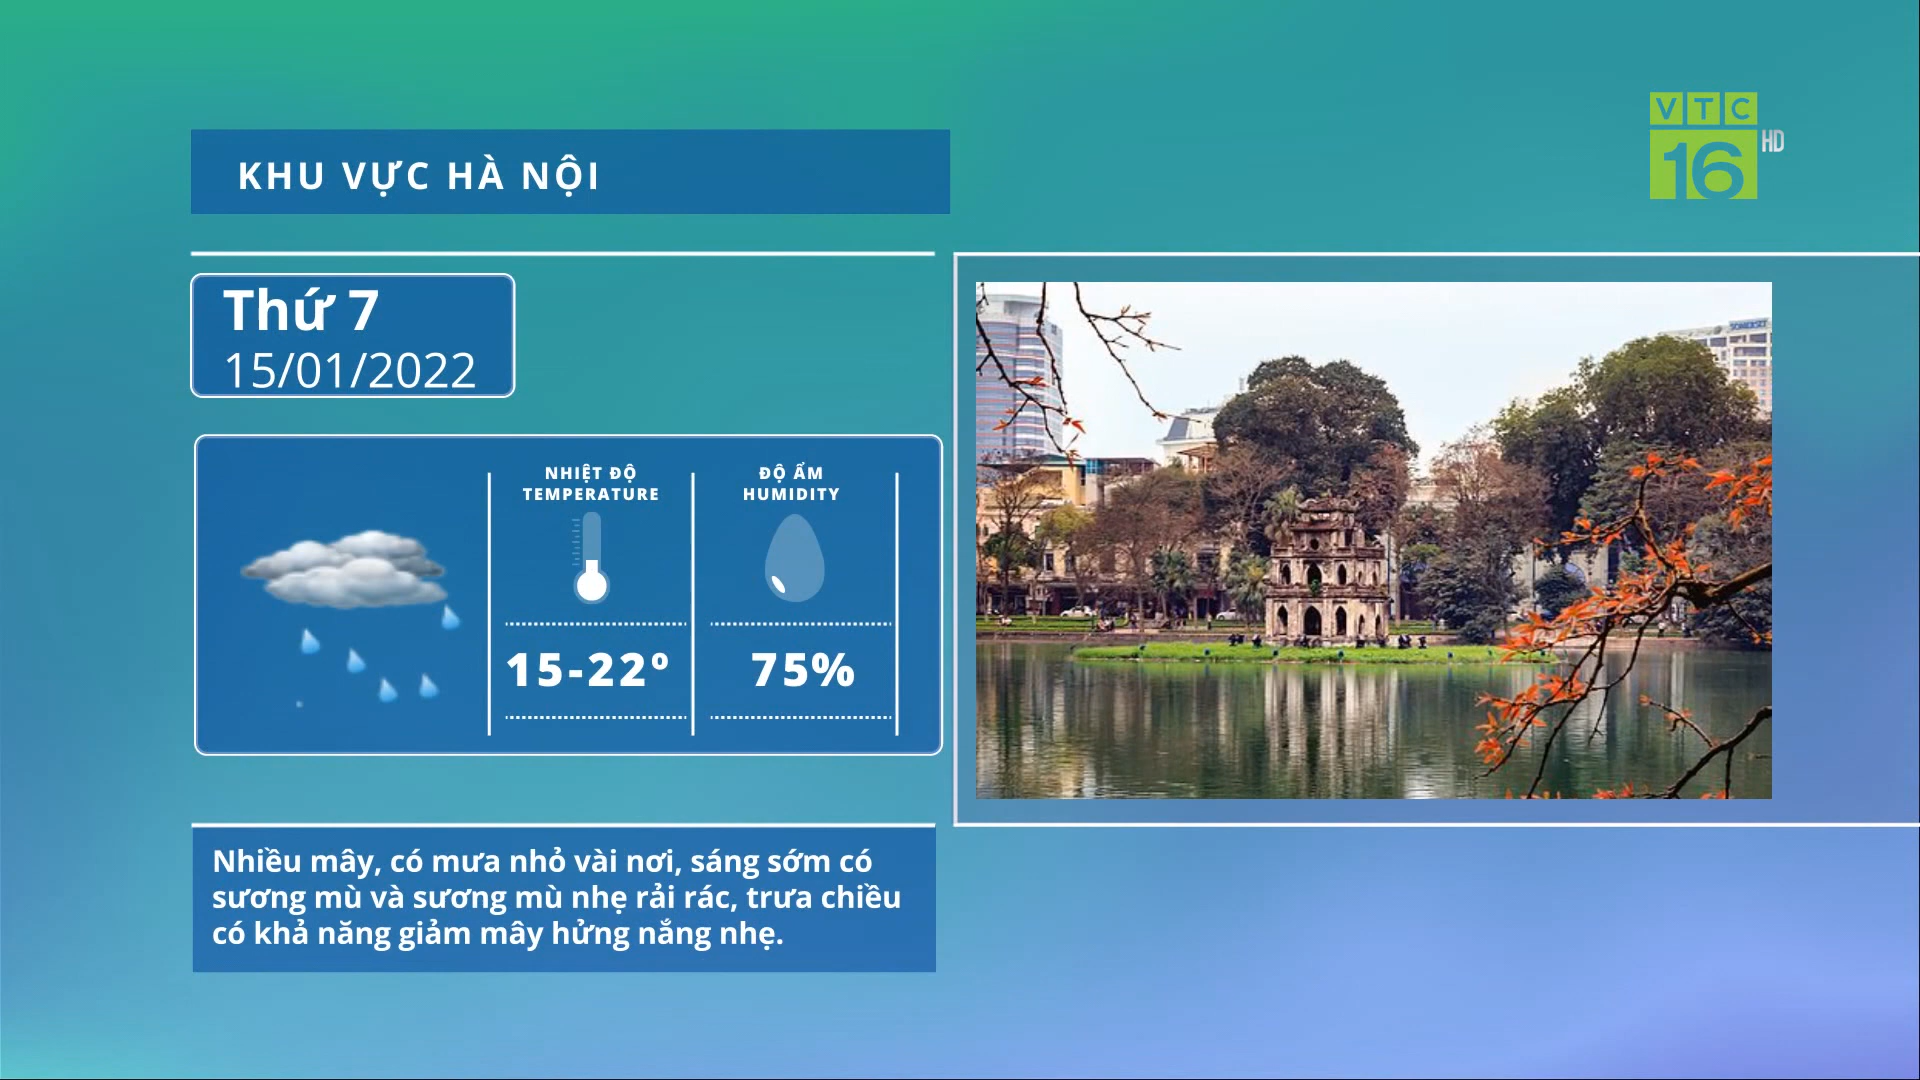 VTC
16 HD
KHU VỰC HÀ NỘI
Thứ 7
15/01/2022
NHIỆT ĐỘ
TEMPERATURE
15-22º
ĐỘ ẨM
HUMIDITY
75%
SOMERSET
Nhiều mây, có mưa nhỏ vài nơi, sáng sớm có
sương mù và sương mù nhẹ rải rác, trưa chiều
có khả năng giảm mây hửng nắng nhẹ.